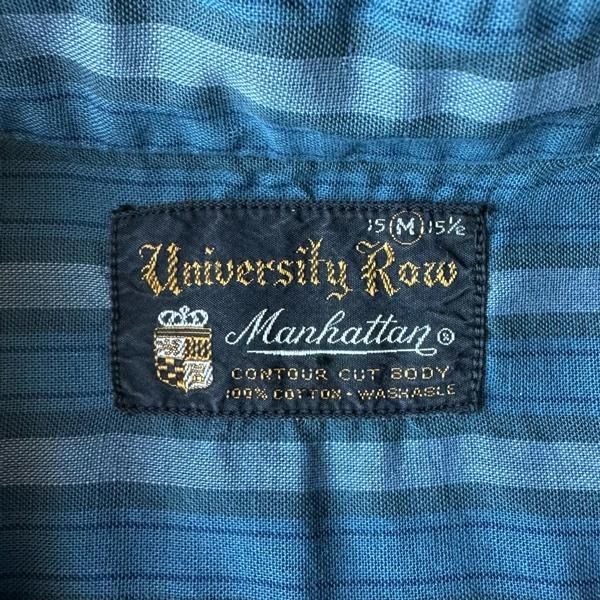 15 M 15½
University Row
Manhattan ®
CONTOUR CUT BODY
100% COTTON - WASHABLE